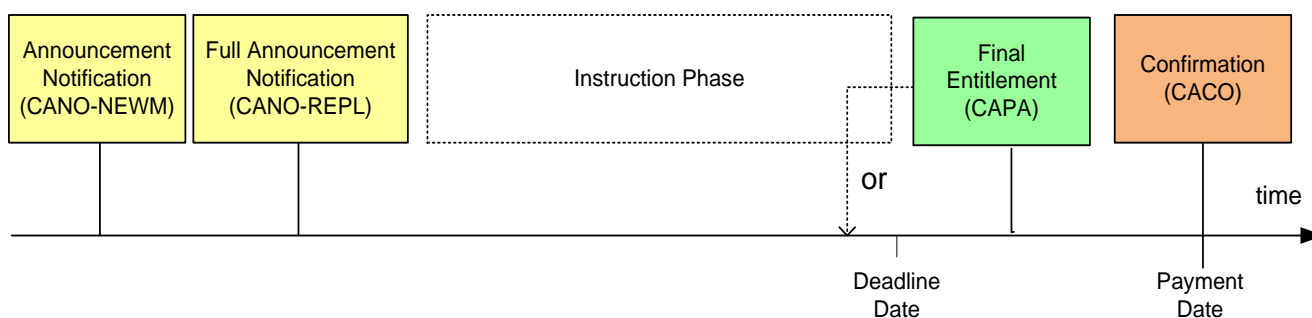 Announcement
Notification
(CANO-NEWM)
Full Announcement
Notification
(CANO-REPL)
Instruction Phase
Final
Entitlement
(CAPA)
Confirmation
(CACO)
or
time
Deadline
Date
Payment
Date